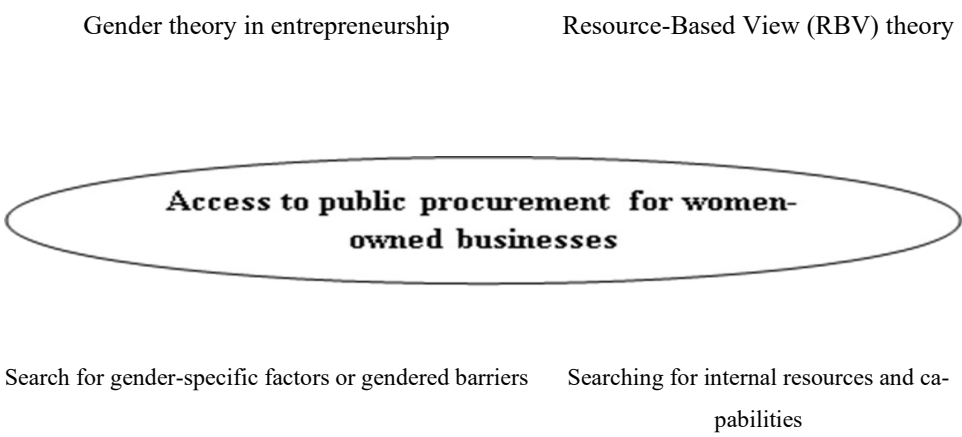 Gender theory in entrepreneurship
Resource-Based View (RBV) theory
Access to public procurement for women-
owned businesses
Search for gender-specific factors or gendered barriers
Searching for internal resources and ca-
pabilities